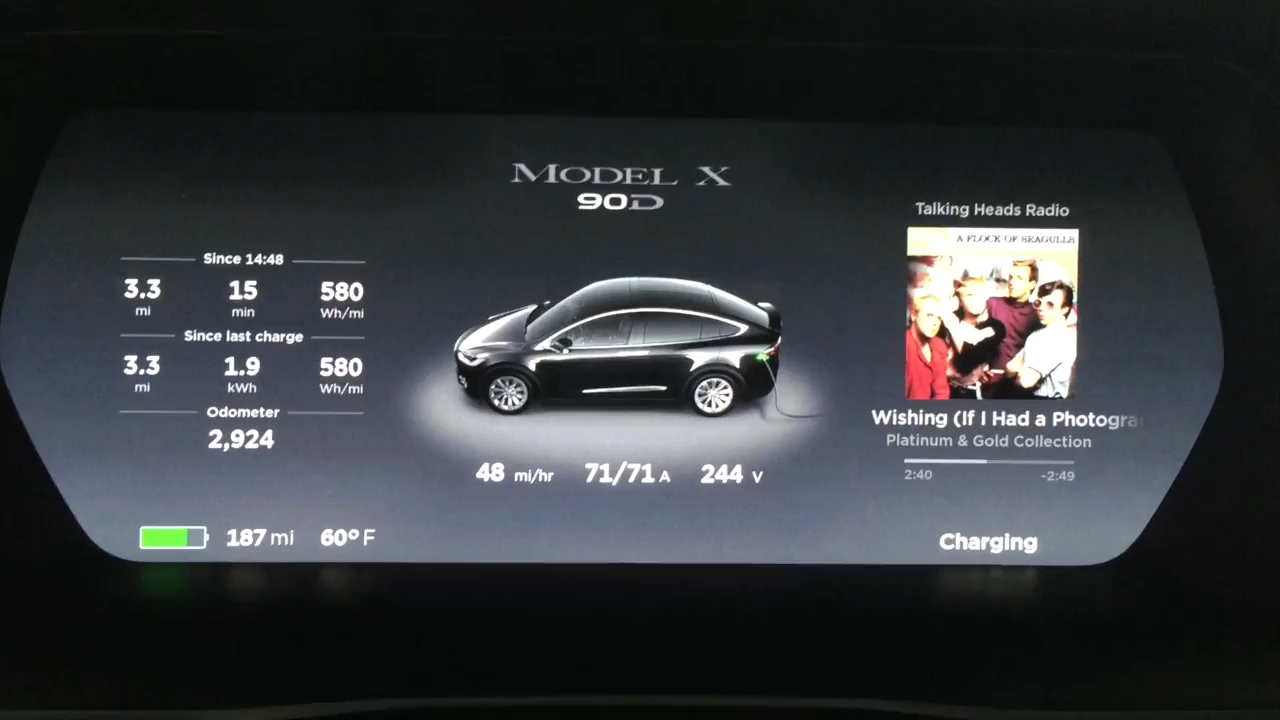 MODEL X
90D
Since 14:48
3.3 15 580
mi min Wh/mi
Since last charge
3.3 1.9 580
mi kWh Wh/mi
Odometer
2,924
48 mi/hr 71/71 A 244 V
187 mi 60° F
Talking Heads Radio
A FLOCK OF SEAGULLS
Wishing (If I Had a Photogra
Platinum & Gold Collection
2:40 -2:49
Charging